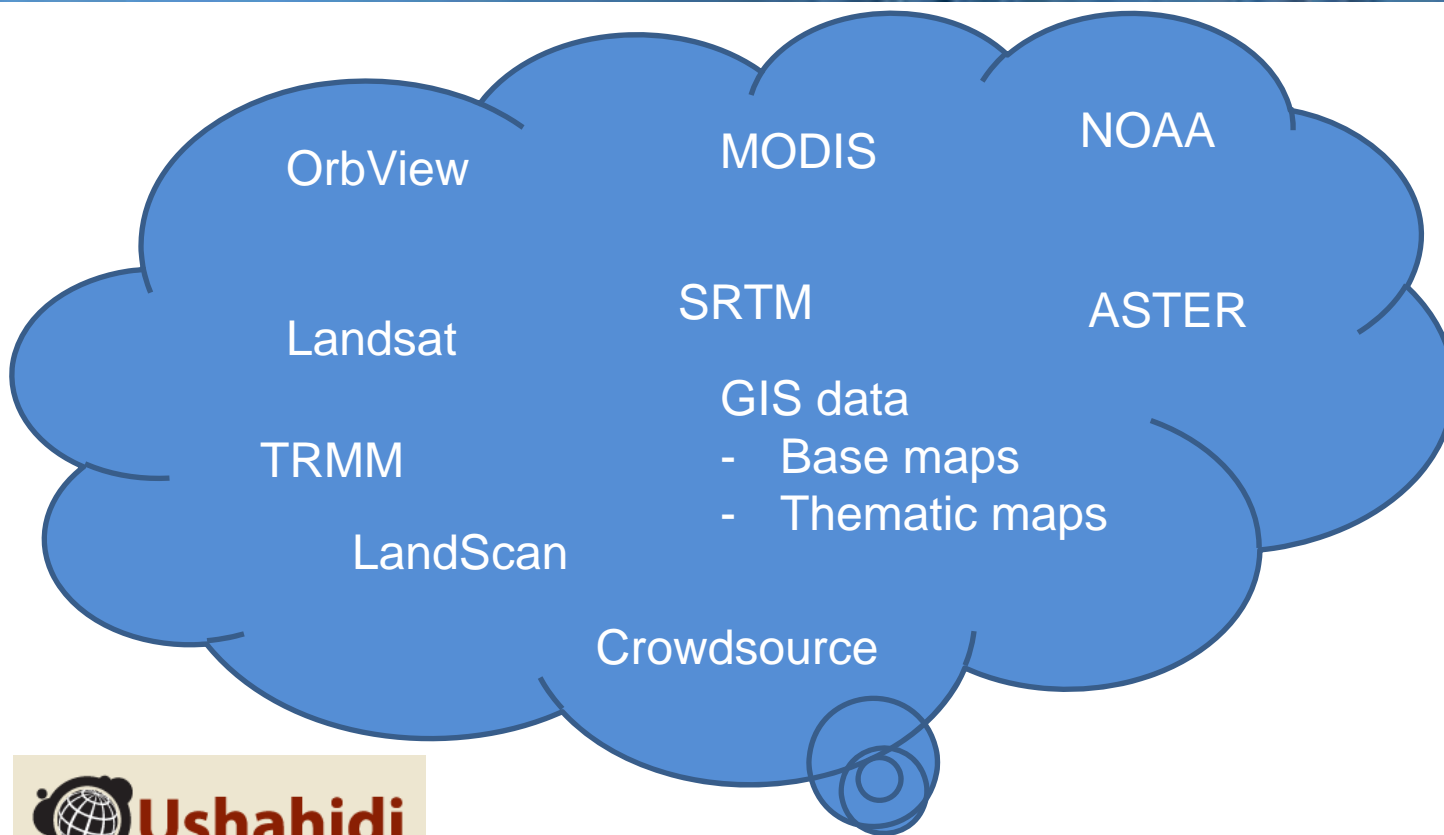 OrbView
MODIS
NOAA
Landsat
SRTM
ASTER
TRMM
GIS data
- Base maps
- Thematic maps
LandScan
Crowdsource
Ushahidi